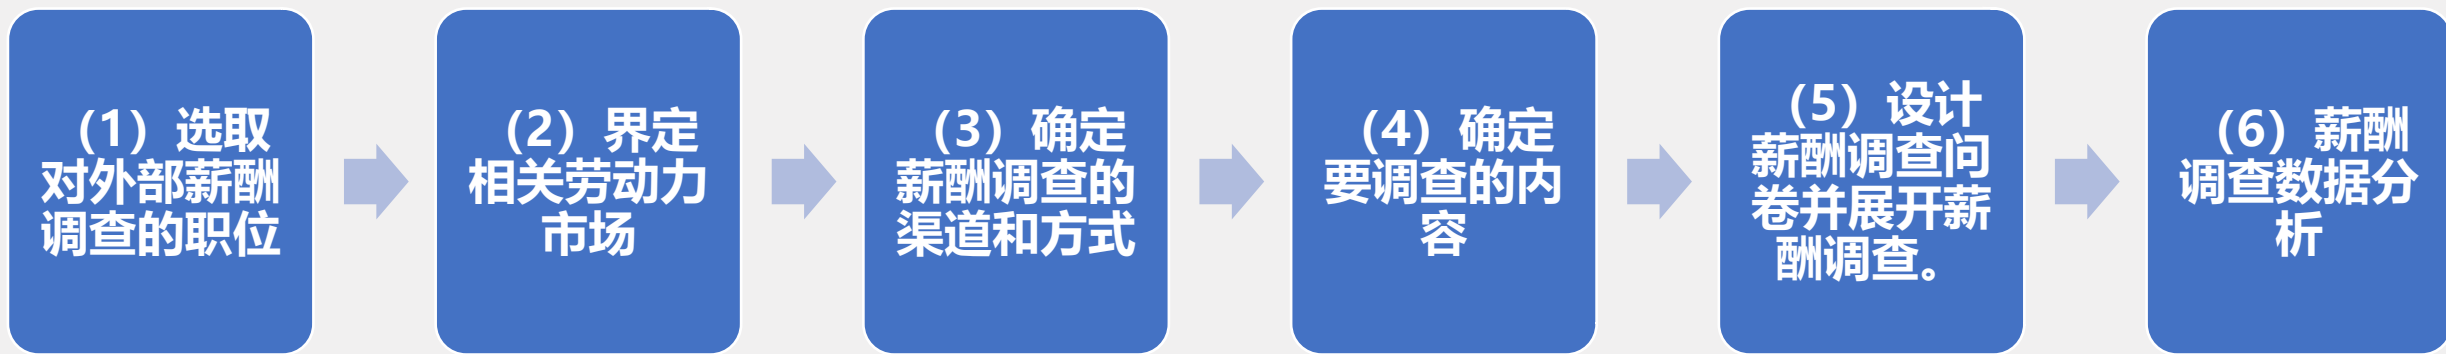 （1）选取
对外部薪酬
调查的职位
（2）界定
相关劳动力
市场
（3）确定
薪酬调查的
渠道和方式
（4）确定
要调查的内
容
（5）设计
薪酬调查问
卷并展开薪
酬调查。
（6）薪酬
调查数据分
析